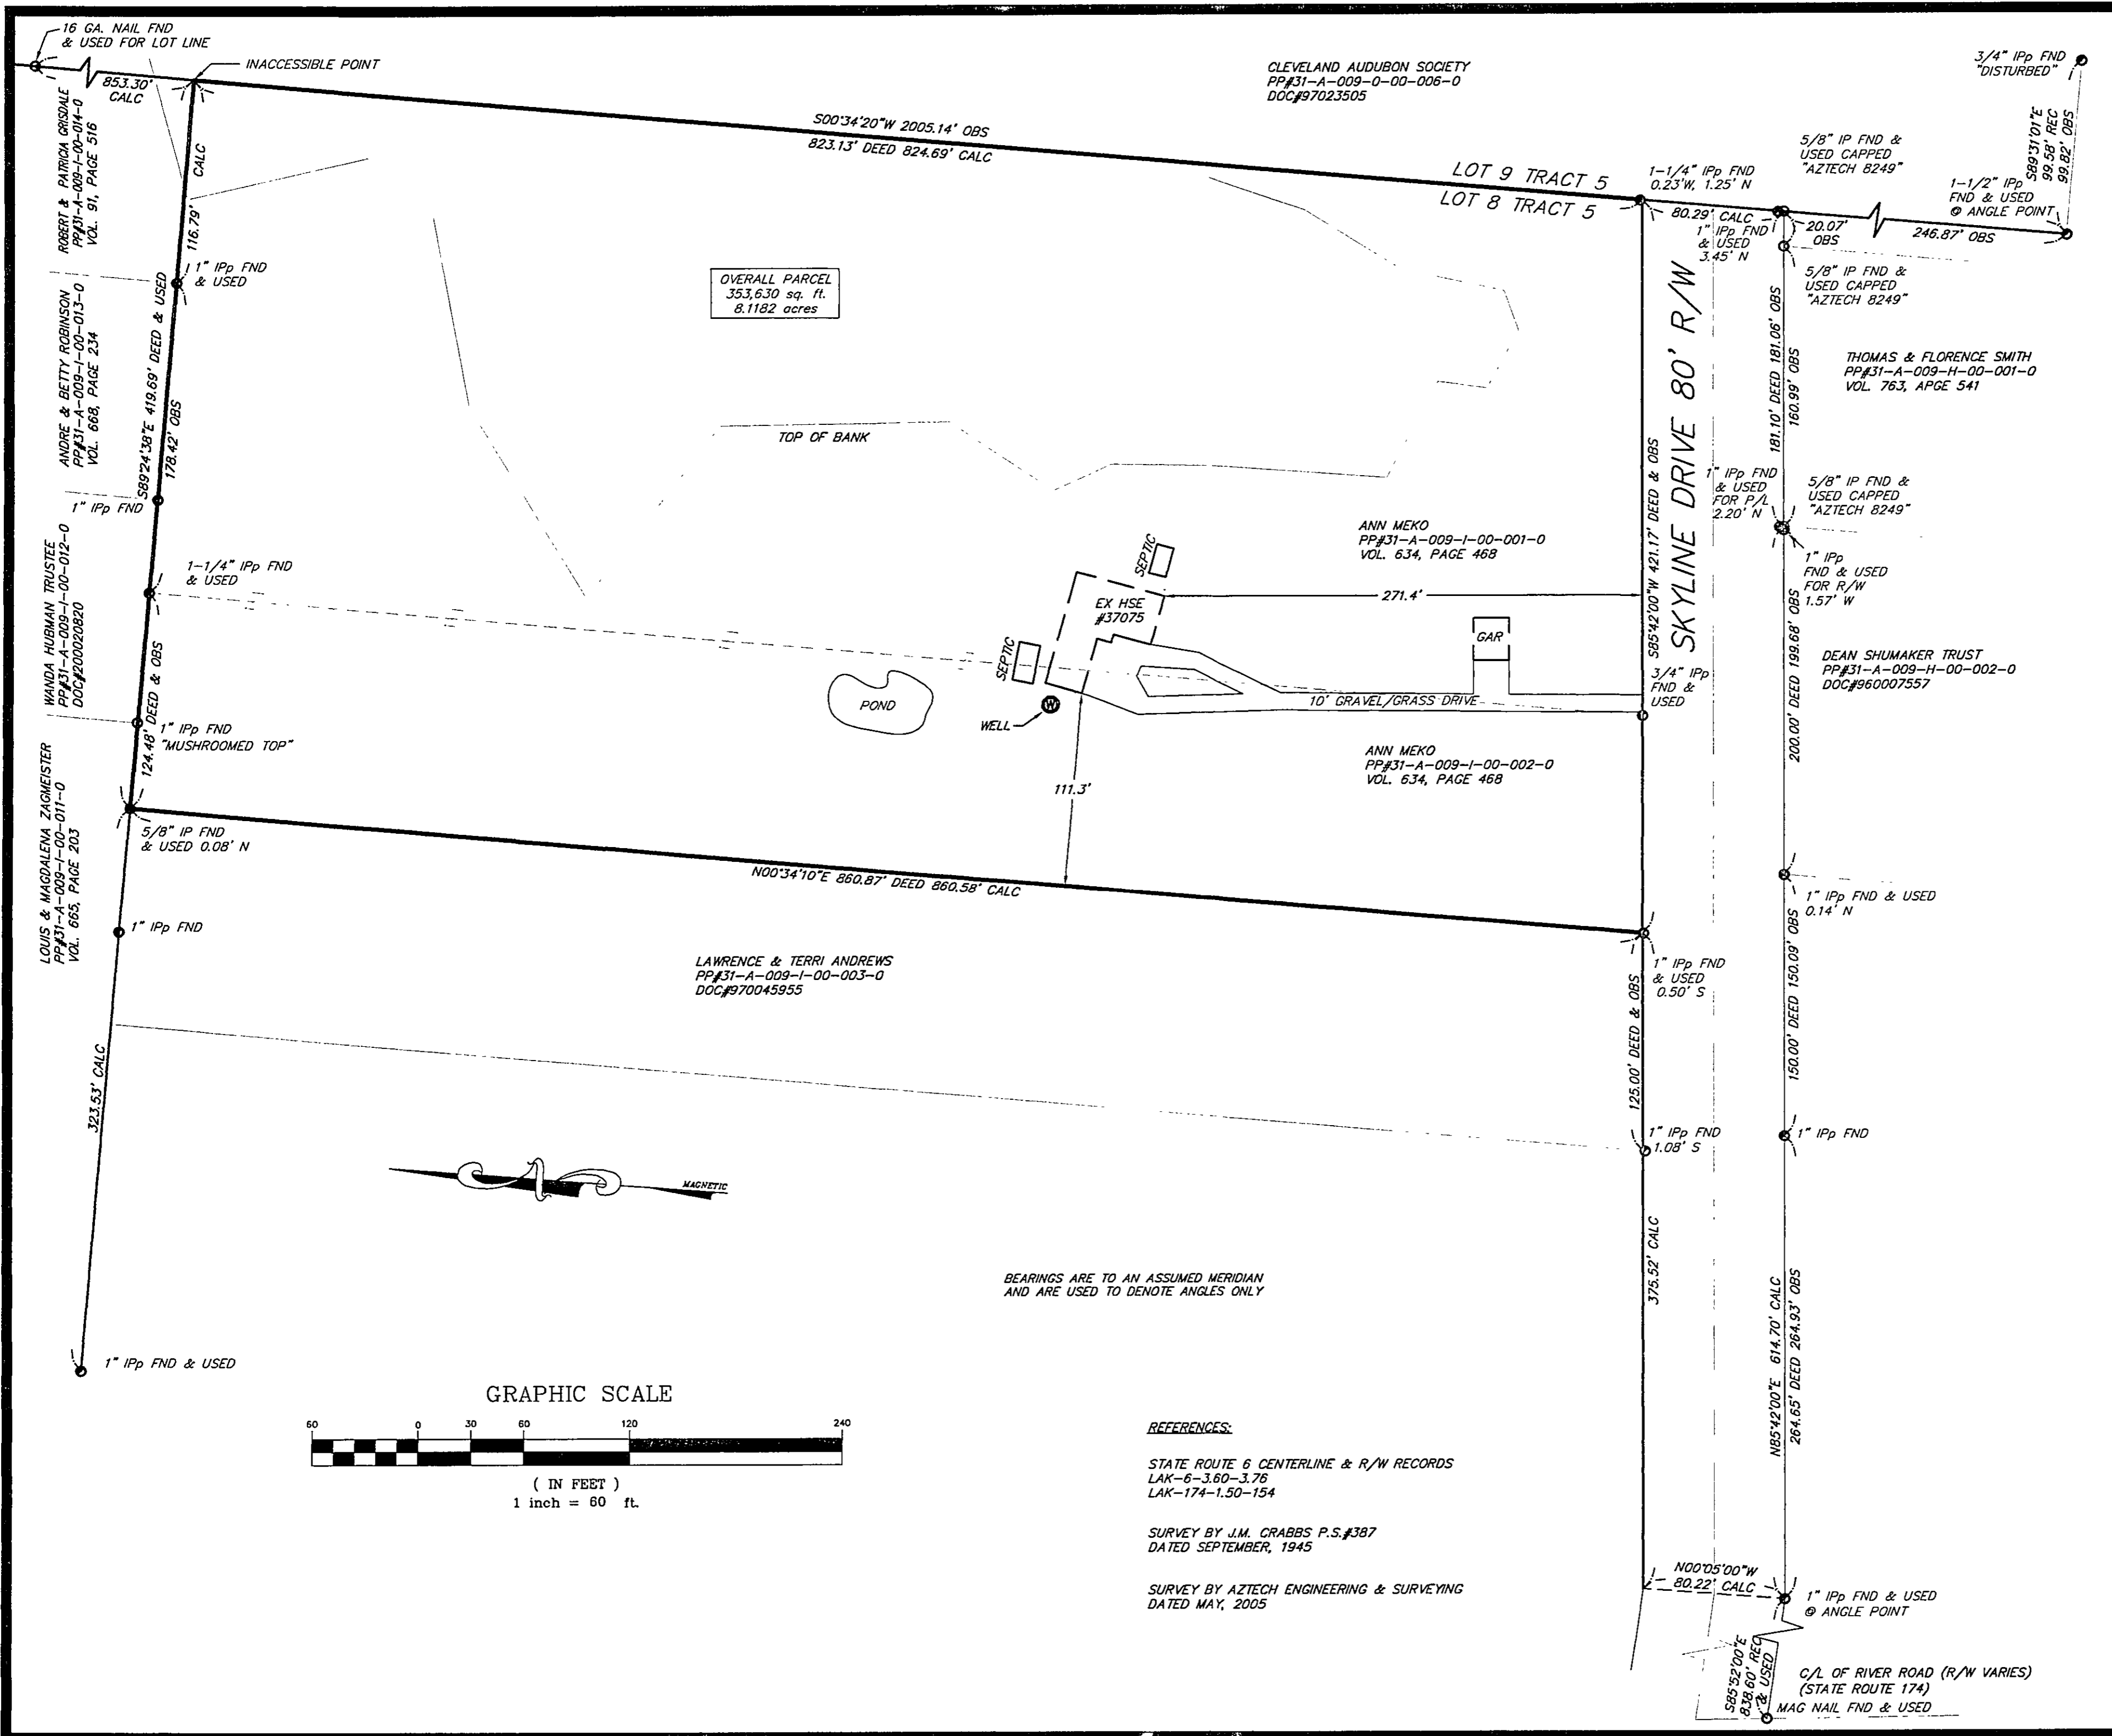 16 GA. NAIL FND
& USED FOR LOT LINE
INACCESSIBLE POINT
853.30'
CALC
CLEVELAND AUDUBON SOCIETY
PP#31-A-009-0-00-006-0
DOC#97023505
3/4" IPp FND
"DISTURBED"
S89°31'01"E
99.58' REC
99.82' OBS
S00°34'20"W 2005.14' OBS
823.13' DEED 824.69' CALC
LOT 9 TRACT 5
LOT 8 TRACT 5
1-1/4" IPp FND
0.23'W, 1.25' N
5/8" IP FND &
USED CAPPED
"AZTECH 8249"
1-1/2" IPp
FND & USED
@ ANGLE POINT
80.29' CALC
1" IPp FND
& USED
3.45' N
20.07'
OBS
246.87' OBS
5/8" IP FND &
USED CAPPED
"AZTECH 8249"
ROBERT & PATRICIA GRISDALE
PP#31-A-009-I-00-014-0
VOL. 91, PAGE 516
116.79' CALC
1" IPp FND
& USED
OVERALL PARCEL
353,630 sq. ft.
8.1182 acres
SKYLINE DRIVE 80' R/W
181.10' DEED 181.06' OBS
160.99' OBS
THOMAS & FLORENCE SMITH
PP#31-A-009-H-00-001-0
VOL. 763, APGE 541
ANDRE & BETTY ROBINSON
PP#31-A-009-I-00-013-0
VOL. 668, PAGE 234
S89°24'38"E 419.69' DEED & USED
178.42' OBS
1" IPp FND
TOP OF BANK
S85°42'00"W 421.17' DEED & OBS
1" IPp FND
& USED
FOR P/L
2.20' N
5/8" IP FND &
USED CAPPED
"AZTECH 8249"
1" IPp
FND & USED
FOR R/W
1.57' W
WANDA HUBMAN TRUSTEE
PP#31-A-009-I-00-012-0
DOC#2000020820
1-1/4" IPp FND
& USED
ANN MEKO
PP#31-A-009-I-00-001-0
VOL. 634, PAGE 468
SEPTIC
EX HSE
#37075
271.4'
GAR
SEPTIC
3/4" IPp
FND &
USED
200.00' DEED 199.68' OBS
DEAN SHUMAKER TRUST
PP#31-A-009-H-00-002-0
DOC#960007557
POND
WELL
W
10' GRAVEL/GRASS DRIVE
124.48' DEED & OBS
1" IPp FND
"MUSHROOMED TOP"
ANN MEKO
PP#31-A-009-I-00-002-0
VOL. 634, PAGE 468
111.3'
LOUIS & MAGDALENA ZAGMEISTER
PP#31-A-009-I-00-011-0
VOL. 665, PAGE 203
5/8" IP FND
& USED 0.08' N
N00°34'10"E 860.87' DEED 860.58' CALC
1" IPp FND & USED
0.14' N
1" IPp FND
LAWRENCE & TERRI ANDREWS
PP#31-A-009-I-00-003-0
DOC#970045955
1" IPp FND
& USED
0.50' S
125.00' DEED & OBS
150.00' DEED 150.09' OBS
323.53' CALC
1" IPp FND
1.08' S
1" IPp FND
MAGNETIC
375.52' CALC
BEARINGS ARE TO AN ASSUMED MERIDIAN
AND ARE USED TO DENOTE ANGLES ONLY
N85°42'00"E 614.70' CALC
264.65' DEED 264.93' OBS
1" IPp FND & USED
GRAPHIC SCALE
60 0 30 60 120 240
( IN FEET )
1 inch = 60 ft.
REFERENCES:
STATE ROUTE 6 CENTERLINE & R/W RECORDS
LAK-6-3.60-3.76
LAK-174-1.50-154
SURVEY BY J.M. CRABBS P.S.#387
DATED SEPTEMBER, 1945
SURVEY BY AZTECH ENGINEERING & SURVEYING
DATED MAY, 2005
N00°05'00"W
80.22' CALC
1" IPp FND & USED
@ ANGLE POINT
S85°52'00"E
838.60' REC
& USED
C/L OF RIVER ROAD (R/W VARIES)
(STATE ROUTE 174)
MAG NAIL FND & USED